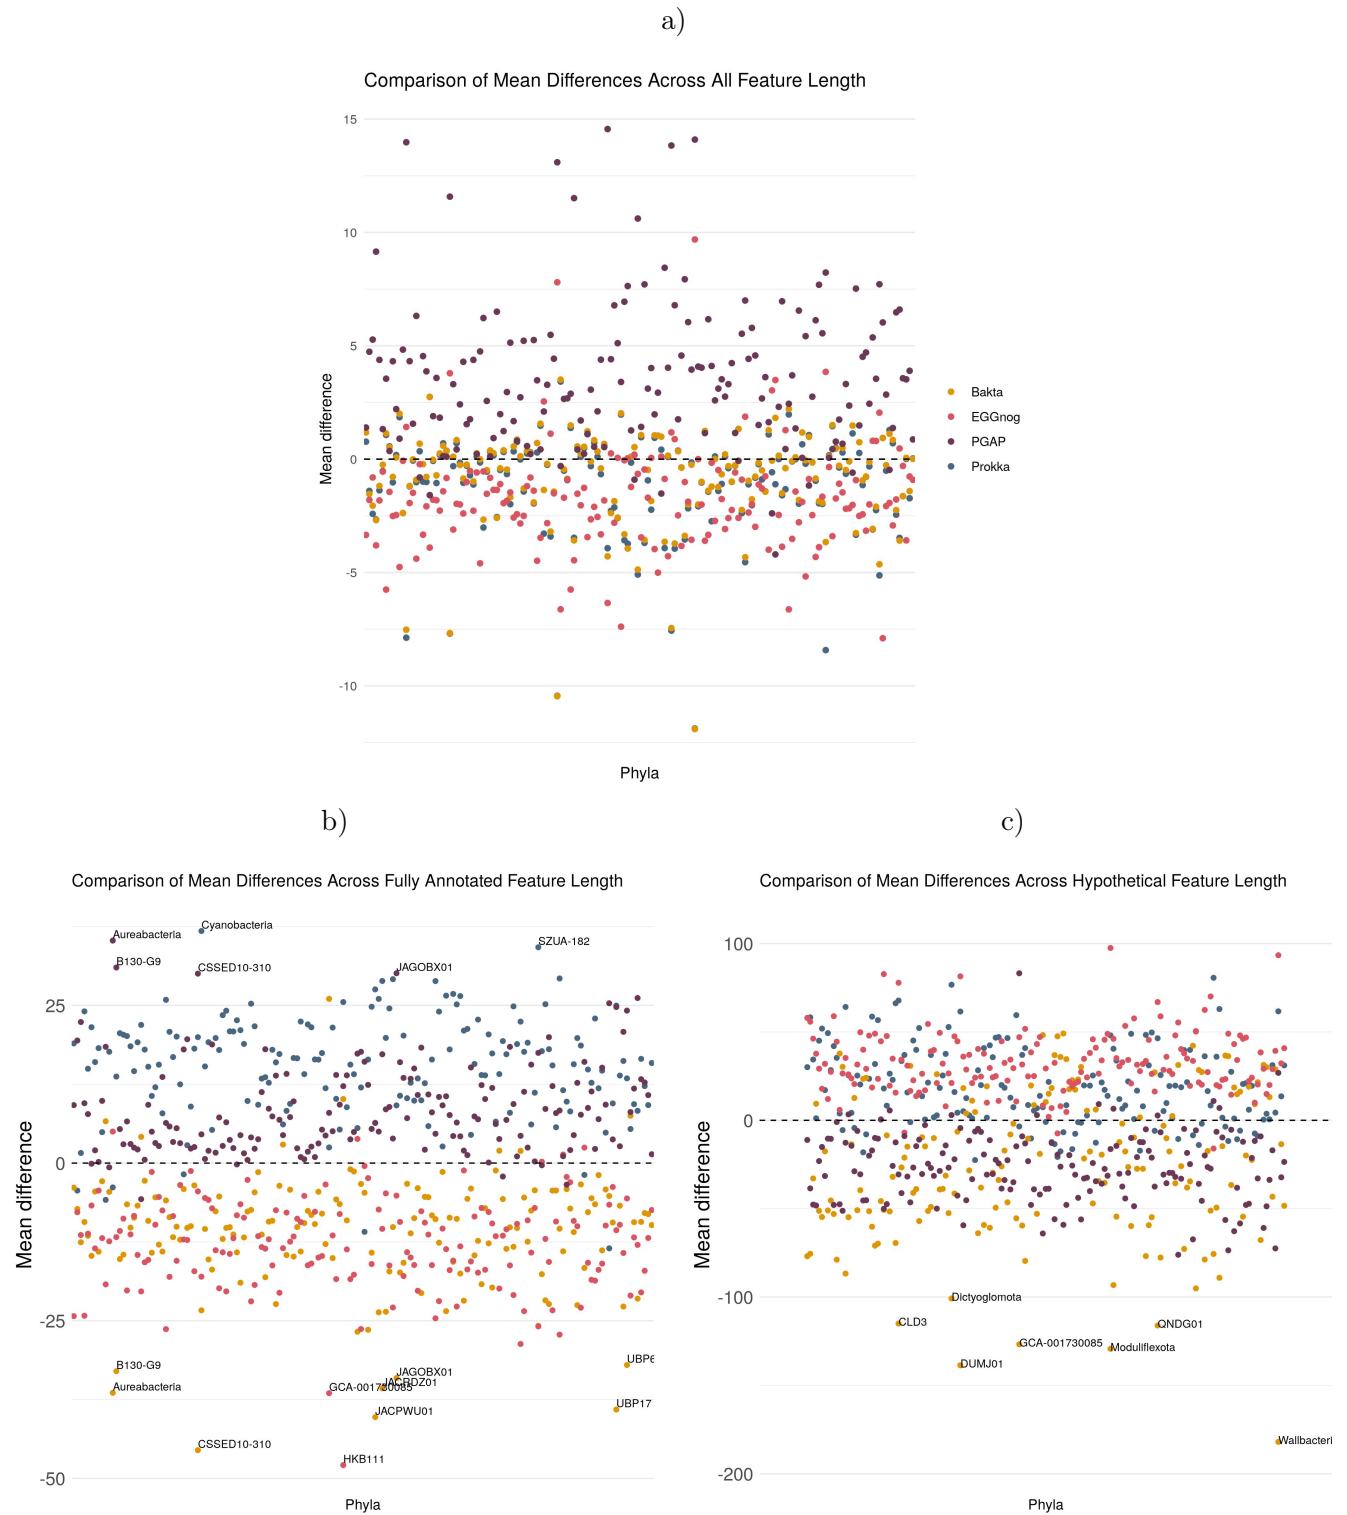 a)
Comparison of Mean Differences Across All Feature Length
15
10
5
0
-5
-10
Mean difference
Phyla
Bakta
EGGnog
PGAP
Prokka
b)
Comparison of Mean Differences Across Fully Annotated Feature Length
Cyanobacteria
Aureabacteria
SZUA-182
B130-G9
CSSED10-310
JAGOBX01
25
0
-25
-50
Mean difference
B130-G9
UBP6
JAGOBX01
JACRDZ01
Aureabacteria
GCA-001730085
UBP17
JACPWU01
CSSED10-310
HKB111
Phyla
c)
Comparison of Mean Differences Across Hypothetical Feature Length
100
0
-100
-200
Mean difference
Dictyoglomota
CLD3
QNDG01
GCA-001730085
Moduliflexota
DUMJ01
Wallbacteri
Phyla